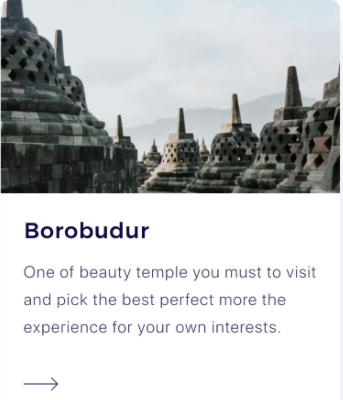 Borobudur
One of beauty temple you must to visit
and pick the best perfect more the
experience for your own interests.